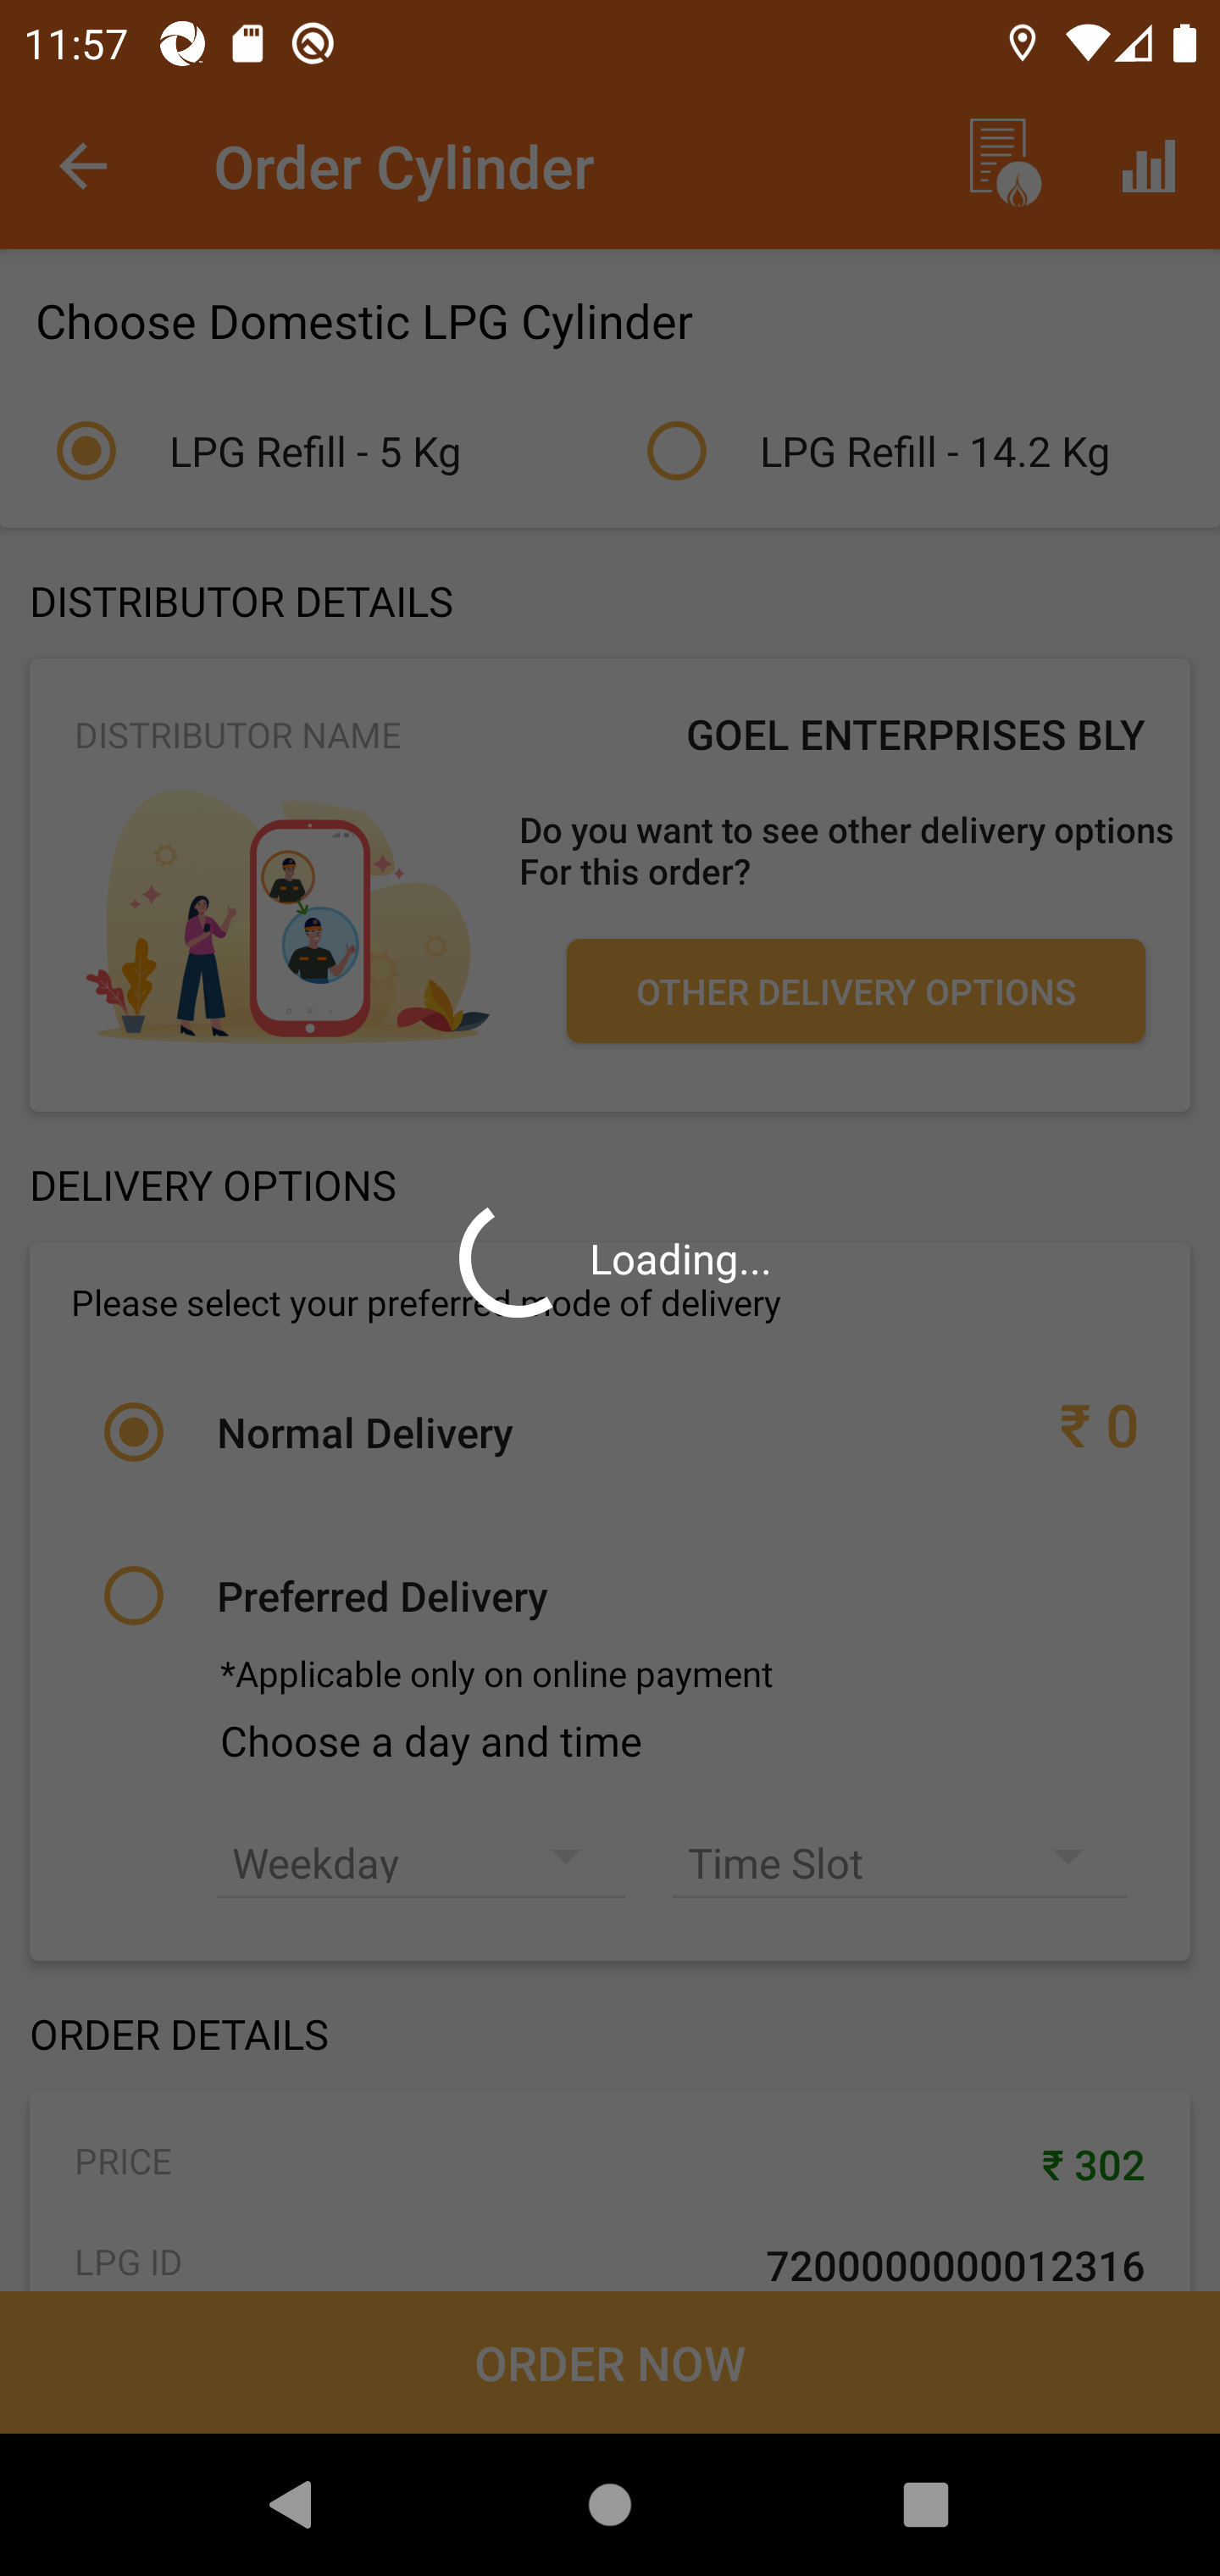 11:57
Order Cylinder
Choose Domestic LPG Cylinder
LPG Refill - 5 Kg
LPG Refill - 14.2 Kg
DISTRIBUTOR DETAILS
DISTRIBUTOR NAME
GOEL ENTERPRISES BLY
Do you want to see other delivery options
For this order?
OTHER DELIVERY OPTIONS
DELIVERY OPTIONS
Loading...
Please select your preferred mode of delivery
Normal Delivery
₹ 0
Preferred Delivery
*Applicable only on online payment
Choose a day and time
Weekday
Time Slot
ORDER DETAILS
PRICE
₹ 302
LPG ID
7200000000012316
ORDER NOW